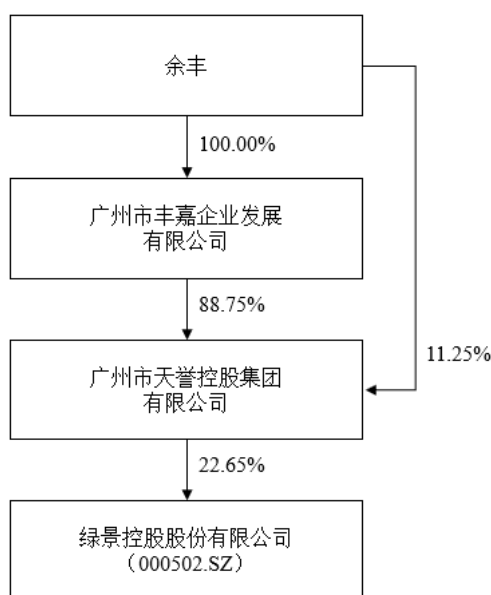 余丰
100.00%
广州市丰嘉企业发展
有限公司
88.75%
11.25%
广州市天誉控股集团
有限公司
22.65%
绿景控股股份有限公司
（000502.SZ）